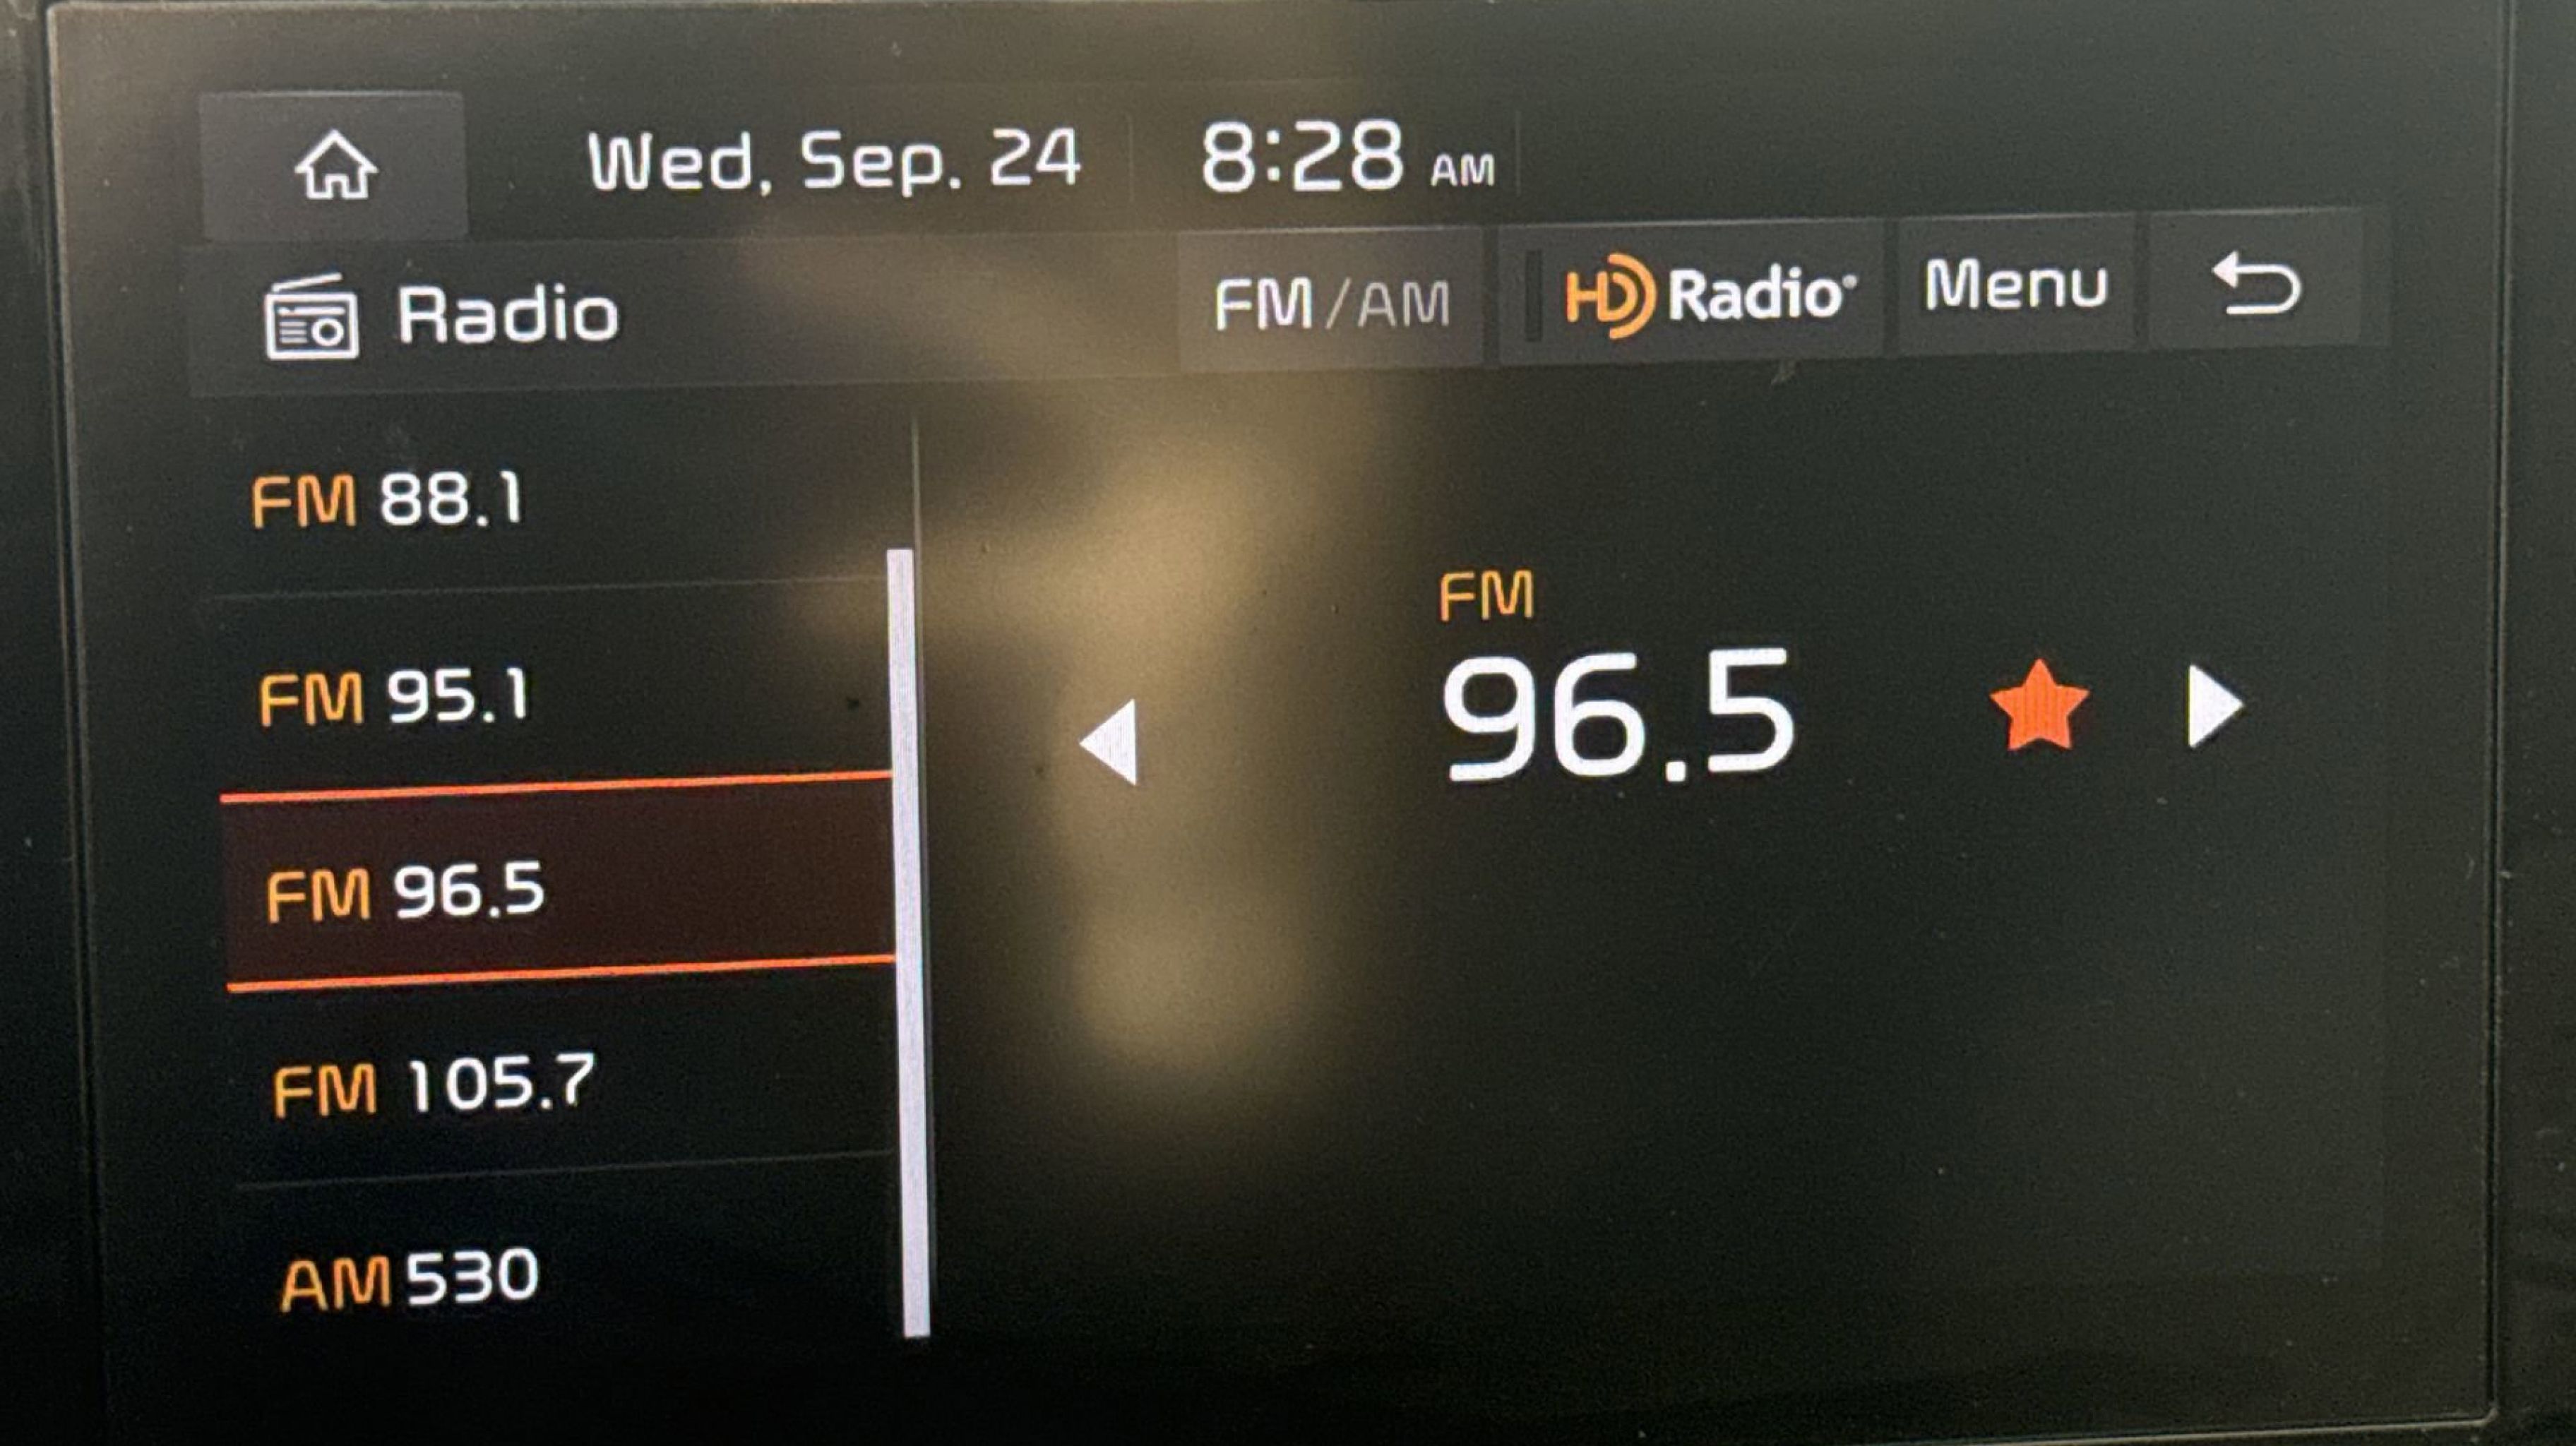 Wed, Sep. 24 8:28 AM
Radio FM/AM HD Radio Menu
FM 88.1
FM 95.1
FM 96.5
FM 105.7
AM 530
FM
96.5